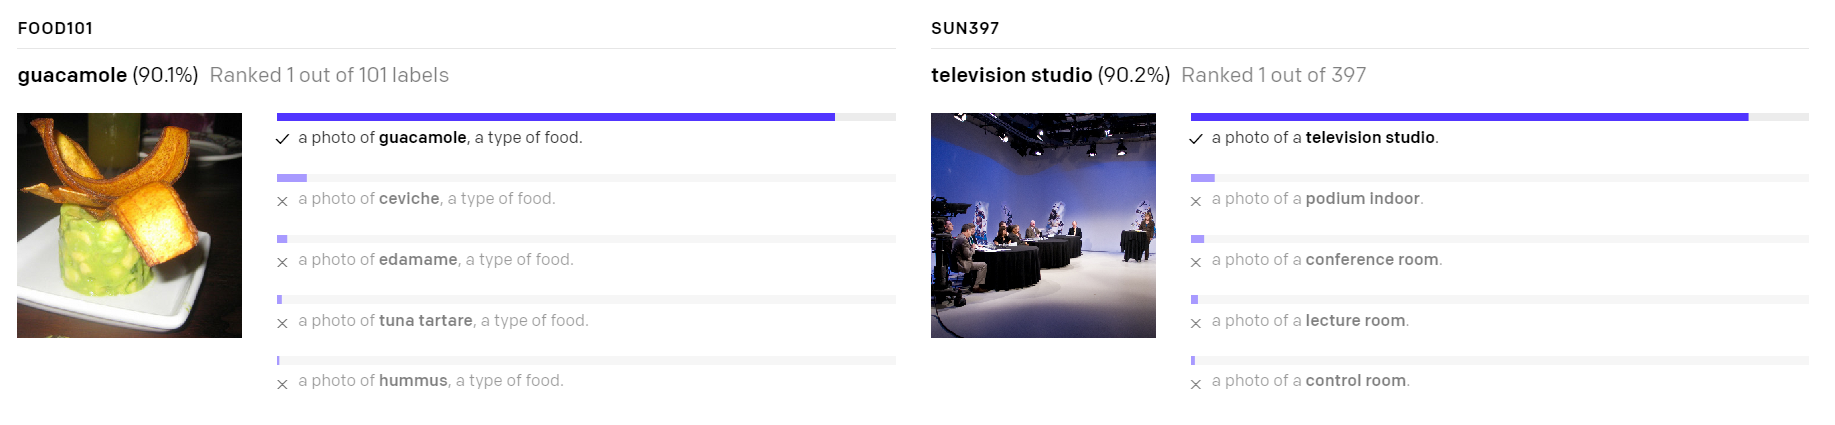 FOOD101
guacamole (90.1%) Ranked 1 out of 101 labels
a photo of guacamole, a type of food.
a photo of ceviche, a type of food.
a photo of edamame, a type of food.
a photo of tuna tartare, a type of food.
a photo of hummus, a type of food.
SUN397
television studio (90.2%) Ranked 1 out of 397
a photo of a television studio.
a photo of a podium indoor.
a photo of a conference room.
a photo of a lecture room.
a photo of a control room.